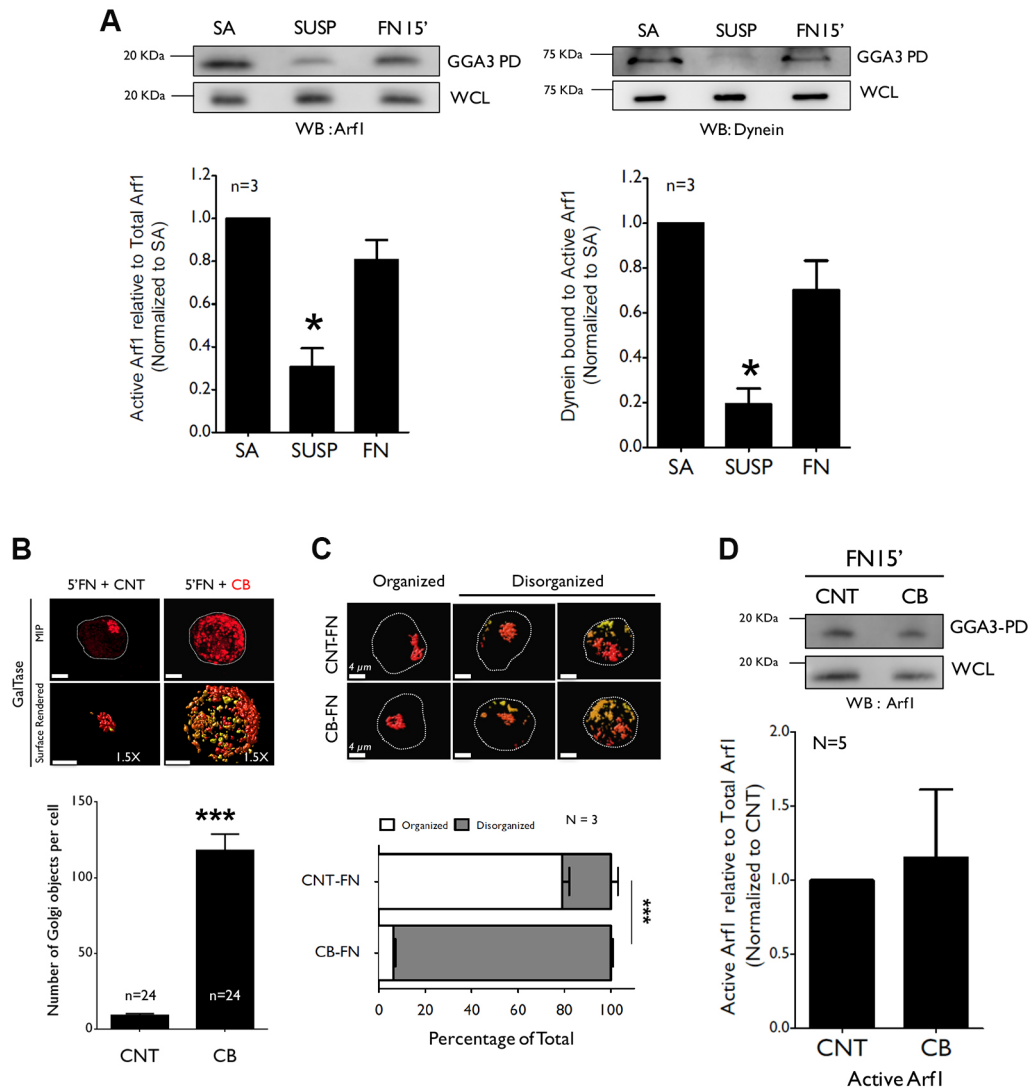 A
SA SUSP FN 15’
20 KDa
GGA3 PD
20 KDa
WCL
WB : Arf1
SA SUSP FN15’
75 KDa
GGA3 PD
75 KDa
WCL
WB: Dynein
Active Arf1 relative to Total Arf1
(Normalized to SA)
1.2
1.0
0.8
0.6
0.4
0.2
0.0
n=3
*
SA SUSP FN
Dynein bound to Active Arf1
(Normalized to SA)
1.2
1.0
0.8
0.6
0.4
0.2
0.0
n=3
*
SA SUSP FN
B
5’FN + CNT 5’FN + CB
GalTase
MIP
Surface Rendered
1.5X 1.5X
Number of Golgi objects per cell
150
100
50
0
***
n=24 n=24
CNT CB
C
Organized Disorganized
CNT-FN
4 µm
CB-FN
4 µm
Organized Disorganized N = 3
CNT-FN
CB-FN
***
0 20 40 60 80 100
Percentage of Total
D
FN15’
CNT CB
20 KDa
GGA3-PD
20 KDa
WCL
WB : Arf1
Active Arf1 relative to Total Arf1
(Normalized to CNT)
2.0
1.5
1.0
0.5
0.0
N=5
CNT CB
Active Arf1